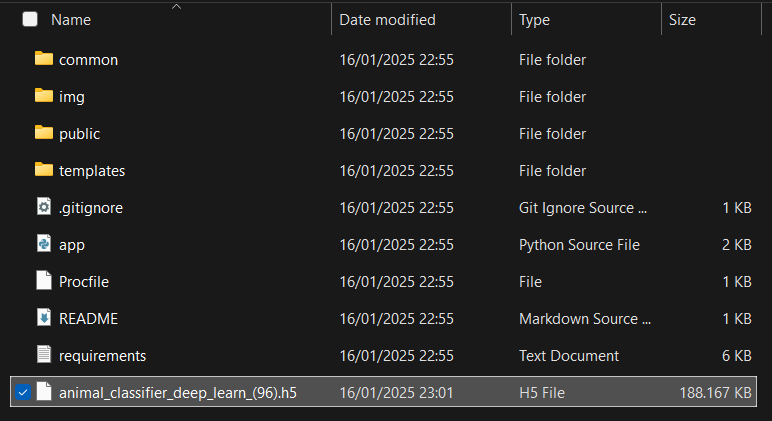 Name Date modified Type Size
common 16/01/2025 22:55 File folder
img 16/01/2025 22:55 File folder
public 16/01/2025 22:55 File folder
templates 16/01/2025 22:55 File folder
.gitignore 16/01/2025 22:55 Git Ignore Source ... 1 KB
app 16/01/2025 22:55 Python Source File 2 KB
Procfile 16/01/2025 22:55 File 1 KB
README 16/01/2025 22:55 Markdown Source ... 1 KB
requirements 16/01/2025 22:55 Text Document 6 KB
animal_classifier_deep_learn_(96).h5 16/01/2025 23:01 H5 File 188.167 KB